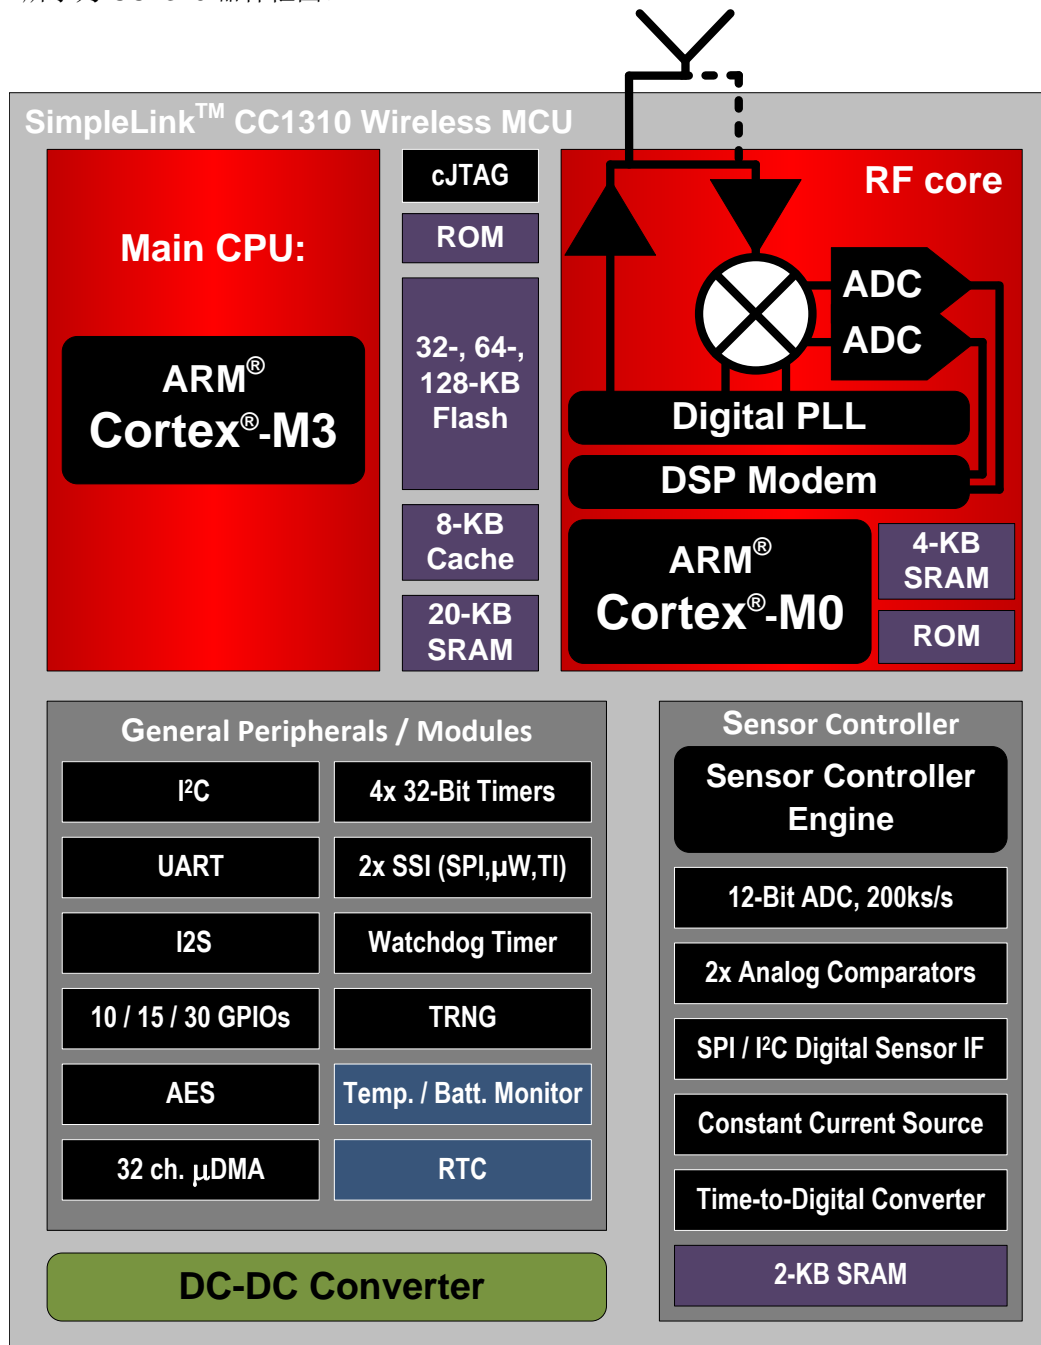 SimpleLink™ CC1310 Wireless MCU
Main CPU:
ARM®
Cortex®-M3
cJTAG
ROM
32-, 64-,
128-KB
Flash
8-KB
Cache
20-KB
SRAM
RF core
ADC
ADC
Digital PLL
DSP Modem
ARM®
Cortex®-M0
4-KB
SRAM
ROM
General Peripherals / Modules
I²C
4x 32-Bit Timers
UART
2x SSI (SPI,µW,TI)
I2S
Watchdog Timer
10 / 15 / 30 GPIOs
TRNG
AES
Temp. / Batt. Monitor
32 ch. µDMA
RTC
Sensor Controller
Sensor Controller
Engine
12-Bit ADC, 200ks/s
2x Analog Comparators
SPI / I²C Digital Sensor IF
Constant Current Source
Time-to-Digital Converter
2-KB SRAM
DC-DC Converter